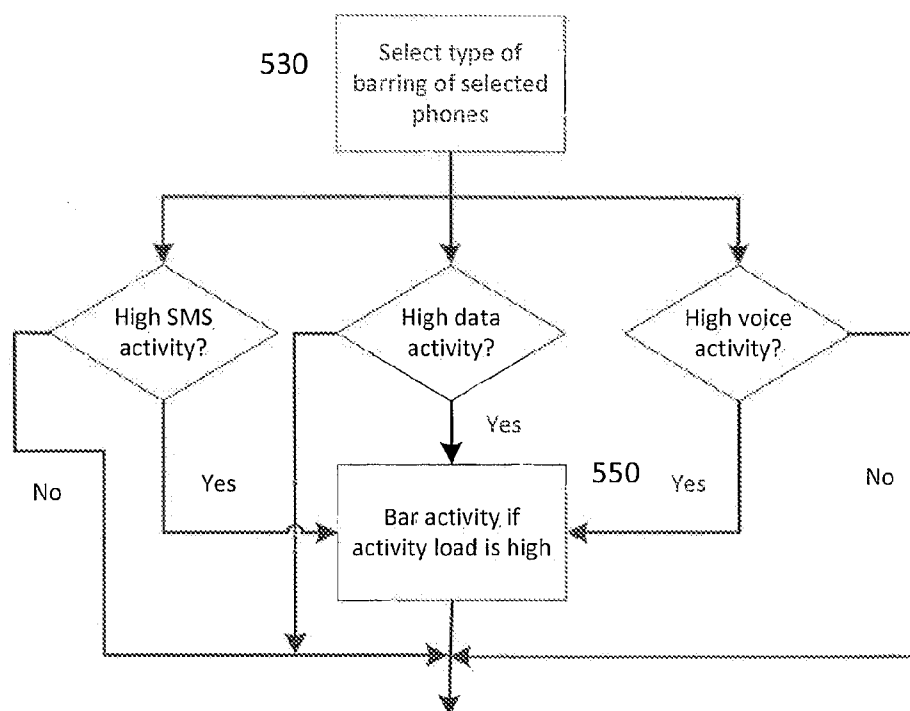 530
Select type of
barring of selected
phones
High SMS
activity?
High data
activity?
High voice
activity?
Yes
550
No
Yes
Yes
No
Bar activity if
activity load is high